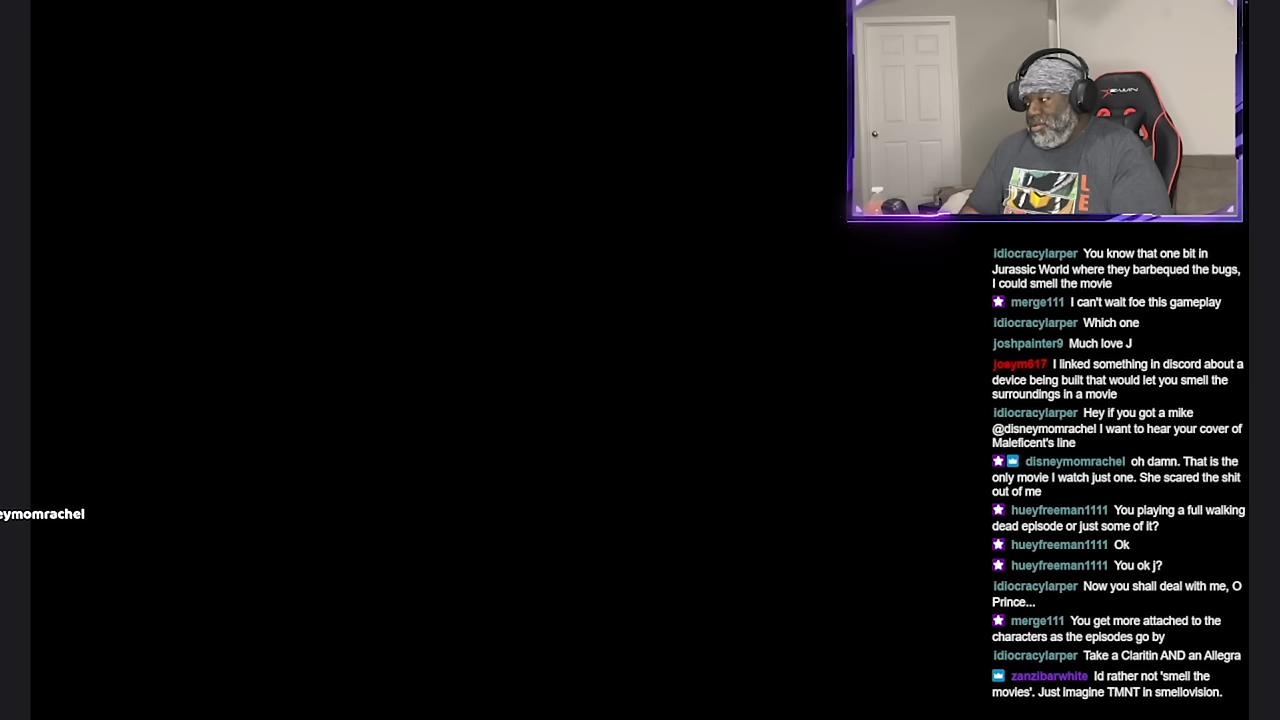 idiocracylarper You know that one bit in
Jurassic World where they barbequed the bugs,
I could smell the movie
merge111 I can't wait foe this gameplay
idiocracylarper Which one
joshpainter9 Much love J
joeym617 I linked something in discord about a
device being built that would let you smell the
surroundings in a movie
idiocracylarper Hey if you got a mike
@disneymomrachel I want to hear your cover of
Maleficent's line
disneymomrachel oh damn. That is the
only movie I watch just one. She scared the shit
out of me
eymomrachel
hueyfreeman1111 You playing a full walking
dead episode or just some of it?
hueyfreeman1111 Ok
hueyfreeman1111 You ok j?
idiocracylarper Now you shall deal with me, O
Prince...
merge111 You get more attached to the
characters as the episodes go by
idiocracylarper Take a Claritin AND an Allegra
zanzibarwhite Id rather not 'smell the
movies'. Just imagine TMNT in smellovision.